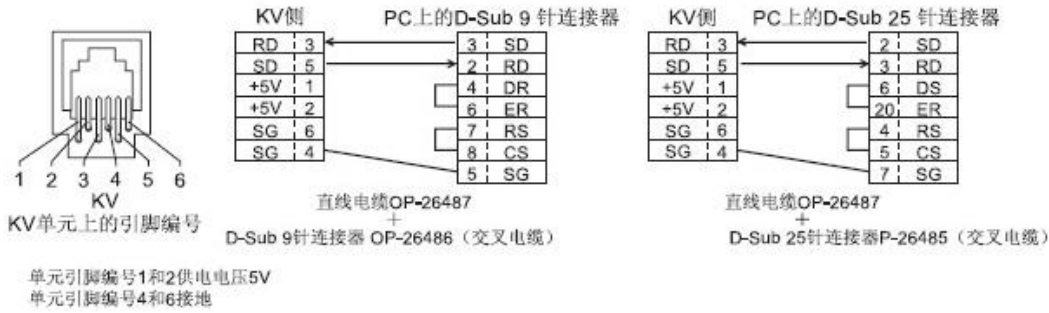 KV侧 PC上的D-Sub 9 针连接器
RD 3 3 SD
SD 5 2 RD
+5V 1 4 DR
+5V 2 6 ER
SG 6 7 RS
SG 4 8 CS
5 SG
直线电缆OP-26487
+
D-Sub 9针连接器 OP-26486（交叉电缆）
KV侧 PC上的D-Sub 25 针连接器
RD 3 2 SD
SD 5 3 RD
+5V 1 6 DS
+5V 2 20 ER
SG 6 4 RS
SG 4 5 CS
7 SG
直线电缆OP-26487
+
D-Sub 25针连接器P-26485（交叉电缆）
1 2 3 4 5 6
KV
KV单元上的引脚编号
单元引脚编号1和2供电电压5V
单元引脚编号4和6接地